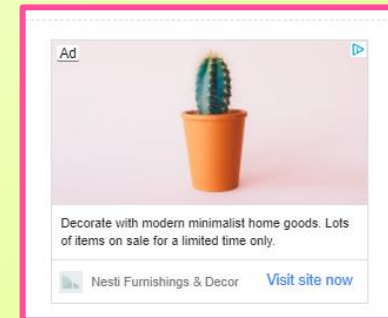 Ad
Decorate with modern minimalist home goods. Lots
of items on sale for a limited time only.
Nesti Furnishings & Decor Visit site now